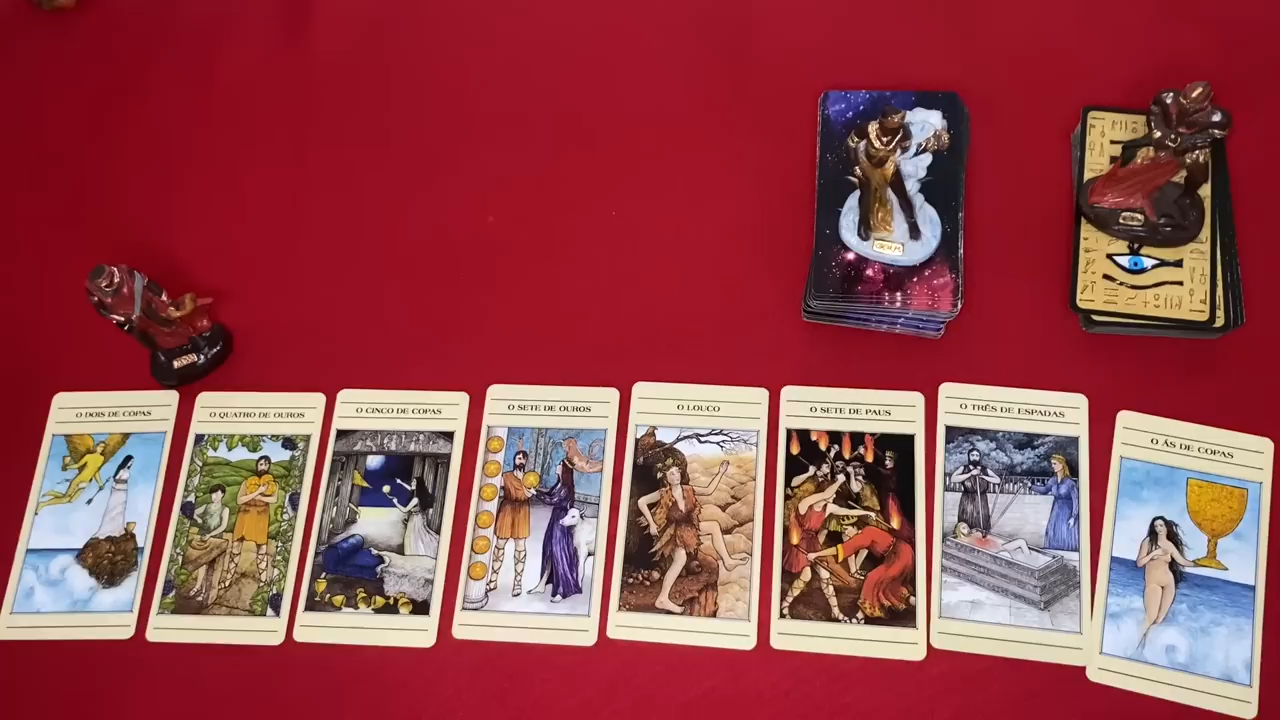 O DOIS DE COPAS
O QUATRO DE OUROS
O CINCO DE COPAS
O SETE DE OUROS
O LOUCO
O SETE DE PAUS
O TRÊS DE ESPADAS
O ÁS DE COPAS